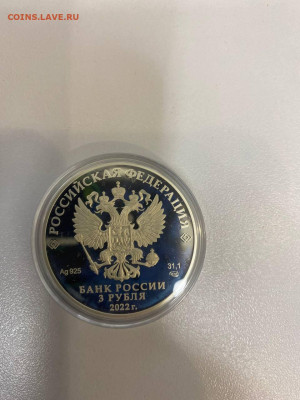 COINS.LAVE.RU
РОССИЙСКАЯ ФЕДЕРАЦИЯ
Ag 925
31,1
БАНК РОССИИ
3 РУБЛЯ
2022 г.